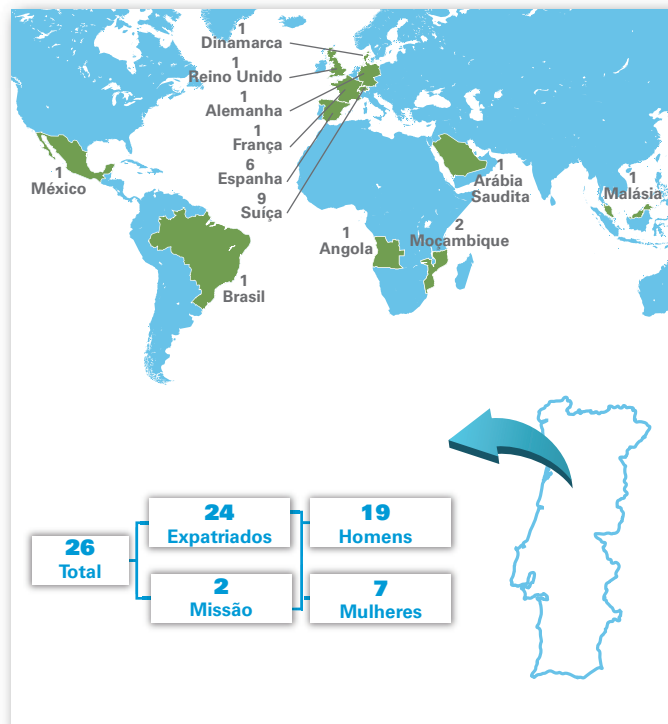 1
Dinamarca
1
Reino Unido
1
Alemanha
1
França
6
Espanha
9
Suíça
1
México
1
Brasil
1
Angola
2
Moçambique
1
Arábia
Saudita
1
Malásia
26
Total
24
Expatriados
2
Missão
19
Homens
7
Mulheres